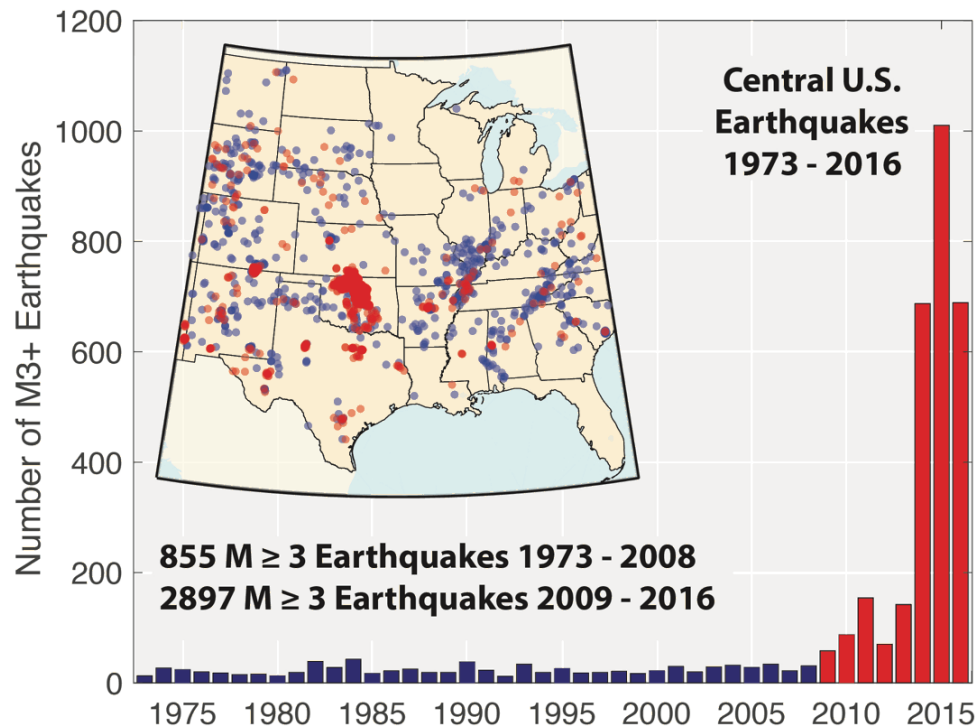 1200
1000
800
600
400
200
0
Number of M3+ Earthquakes
Central U.S.
Earthquakes
1973 - 2016
855 M ≥ 3 Earthquakes 1973 - 2008
2897 M ≥ 3 Earthquakes 2009 - 2016
1975 1980 1985 1990 1995 2000 2005 2010 2015